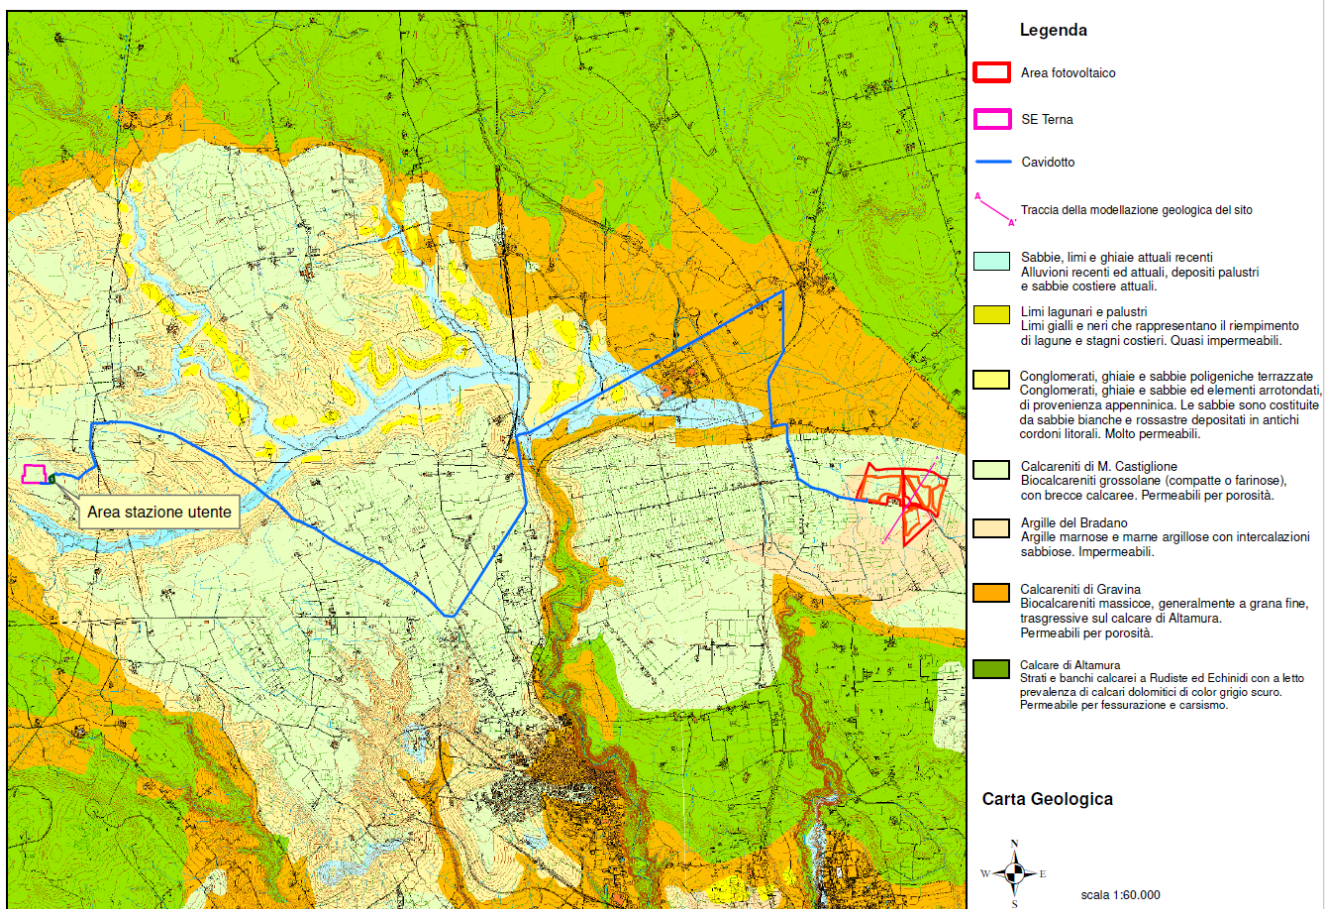 Area stazione utente
Legenda
Area fotovoltaico
SE Terna
Cavidotto
A
A'
Traccia della modellazione geologica del sito
Sabbie, limi e ghiaie attuali recenti
Alluvioni recenti ed attuali, depositi palustri
e sabbie costiere attuali.
Limi lagunari e palustri
Limi gialli e neri che rappresentano il riempimento
di lagune e stagni costieri. Quasi impermeabili.
Conglomerati, ghiaie e sabbie poligeniche terrazzate
Conglomerati, ghiaie e sabbie ed elementi arrotondati,
di provenienza appenninica. Le sabbie sono costituite
da sabbie bianche e rossastre depositati in antichi
cordoni litorali. Molto permeabili.
Calcareniti di M. Castiglione
Biocalcareniti grossolane (compatte o farinose),
con brecce calcaree. Permeabili per porosità.
Argille del Bradano
Argille marnose e marne argillose con intercalazioni
sabbiose. Impermeabili.
Calcareniti di Gravina
Biocalcareniti massicce, generalmente a grana fine,
trasgressive sul calcare di Altamura.
Permeabili per porosità.
Calcare di Altamura
Strati e banchi calcarei a Rudiste ed Echinidi con a letto
prevalenza di calcari dolomitici di color grigio scuro.
Permeabile per fessurazione e carsismo.
Carta Geologica
N
W E
S
scala 1:60.000